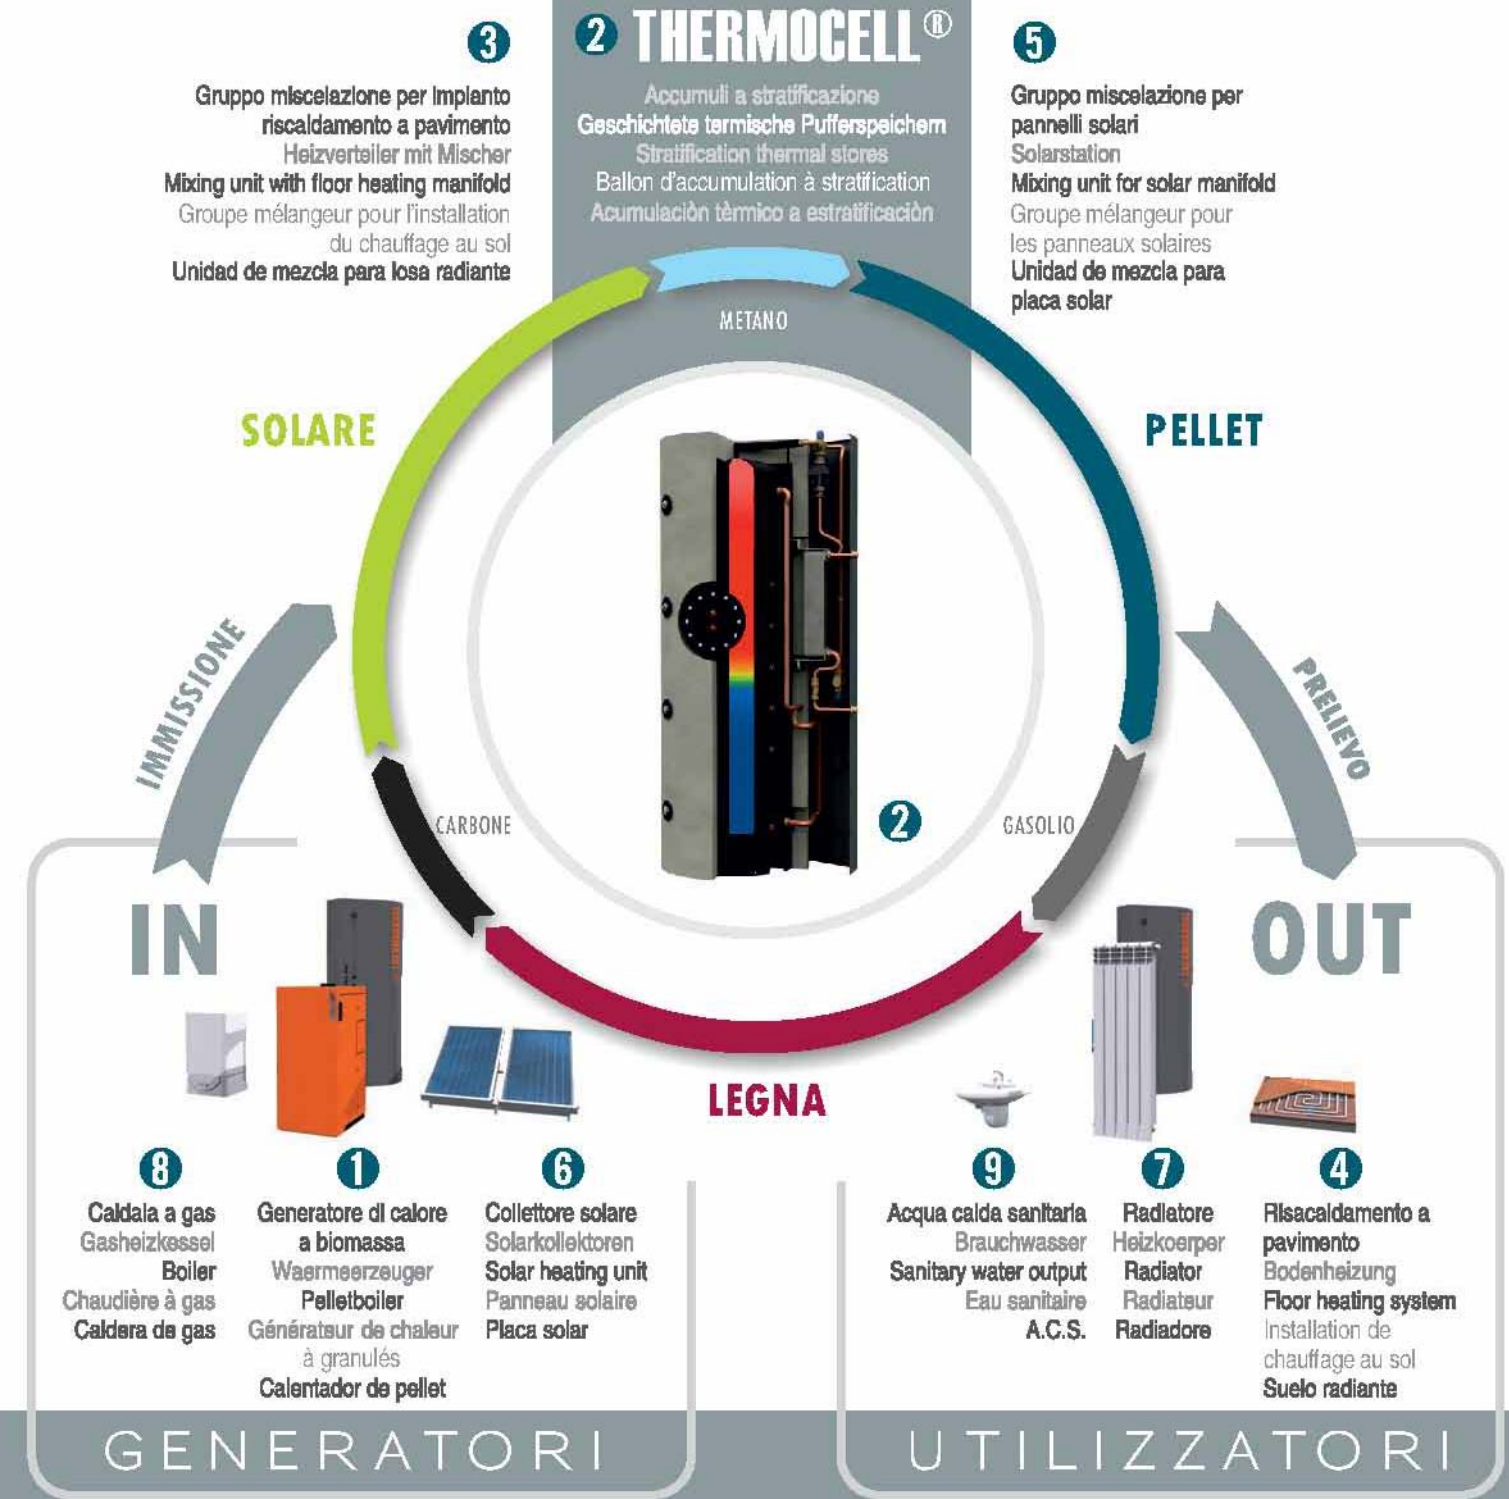 3
Gruppo miscelazione per impianto
riscaldamento a pavimento
Heizverteiler mit Mischer
Mixing unit with floor heating manifold
Groupe mélangeur pour l'installation
du chauffage au sol
Unidad de mezcla para losa radiante
2 THERMOCELL®
Accumuli a stratificazione
Geschichtete termische Pufferspeichern
Stratification thermal stores
Ballon d'accumulation à stratification
Acumulaciòn tèrmico a estratificaciòn
5
Gruppo miscelazione per
pannelli solari
Solarstation
Mixing unit for solar manifold
Groupe mélangeur pour
les panneaux solaires
Unidad de mezcla para
placa solar
METANO
SOLARE
PELLET
IMMISSIONE
PRELIEVO
CARBONE
2
GASOLIO
IN
OUT
LEGNA
8
Caldaia a gas
Gasheizkessel
Boiler
Chaudière à gas
Caldera de gas
1
Generatore di calore
a biomassa
Waermeerzeuger
Pelletboiler
Générateur de chaleur
à granulés
Calentador de pellet
6
Collettore solare
Solarkollektoren
Solar heating unit
Panneau solaire
Placa solar
9
Acqua calda sanitaria
Brauchwasser
Sanitary water output
Eau sanitaire
A.C.S.
7
Radiatore
Heizkoerper
Radiator
Radiateur
Radiadore
4
Risacaldamento a
pavimento
Bodenheizung
Floor heating system
Installation de
chauffage au sol
Suelo radiante
GENERATORI
UTILIZZATORI